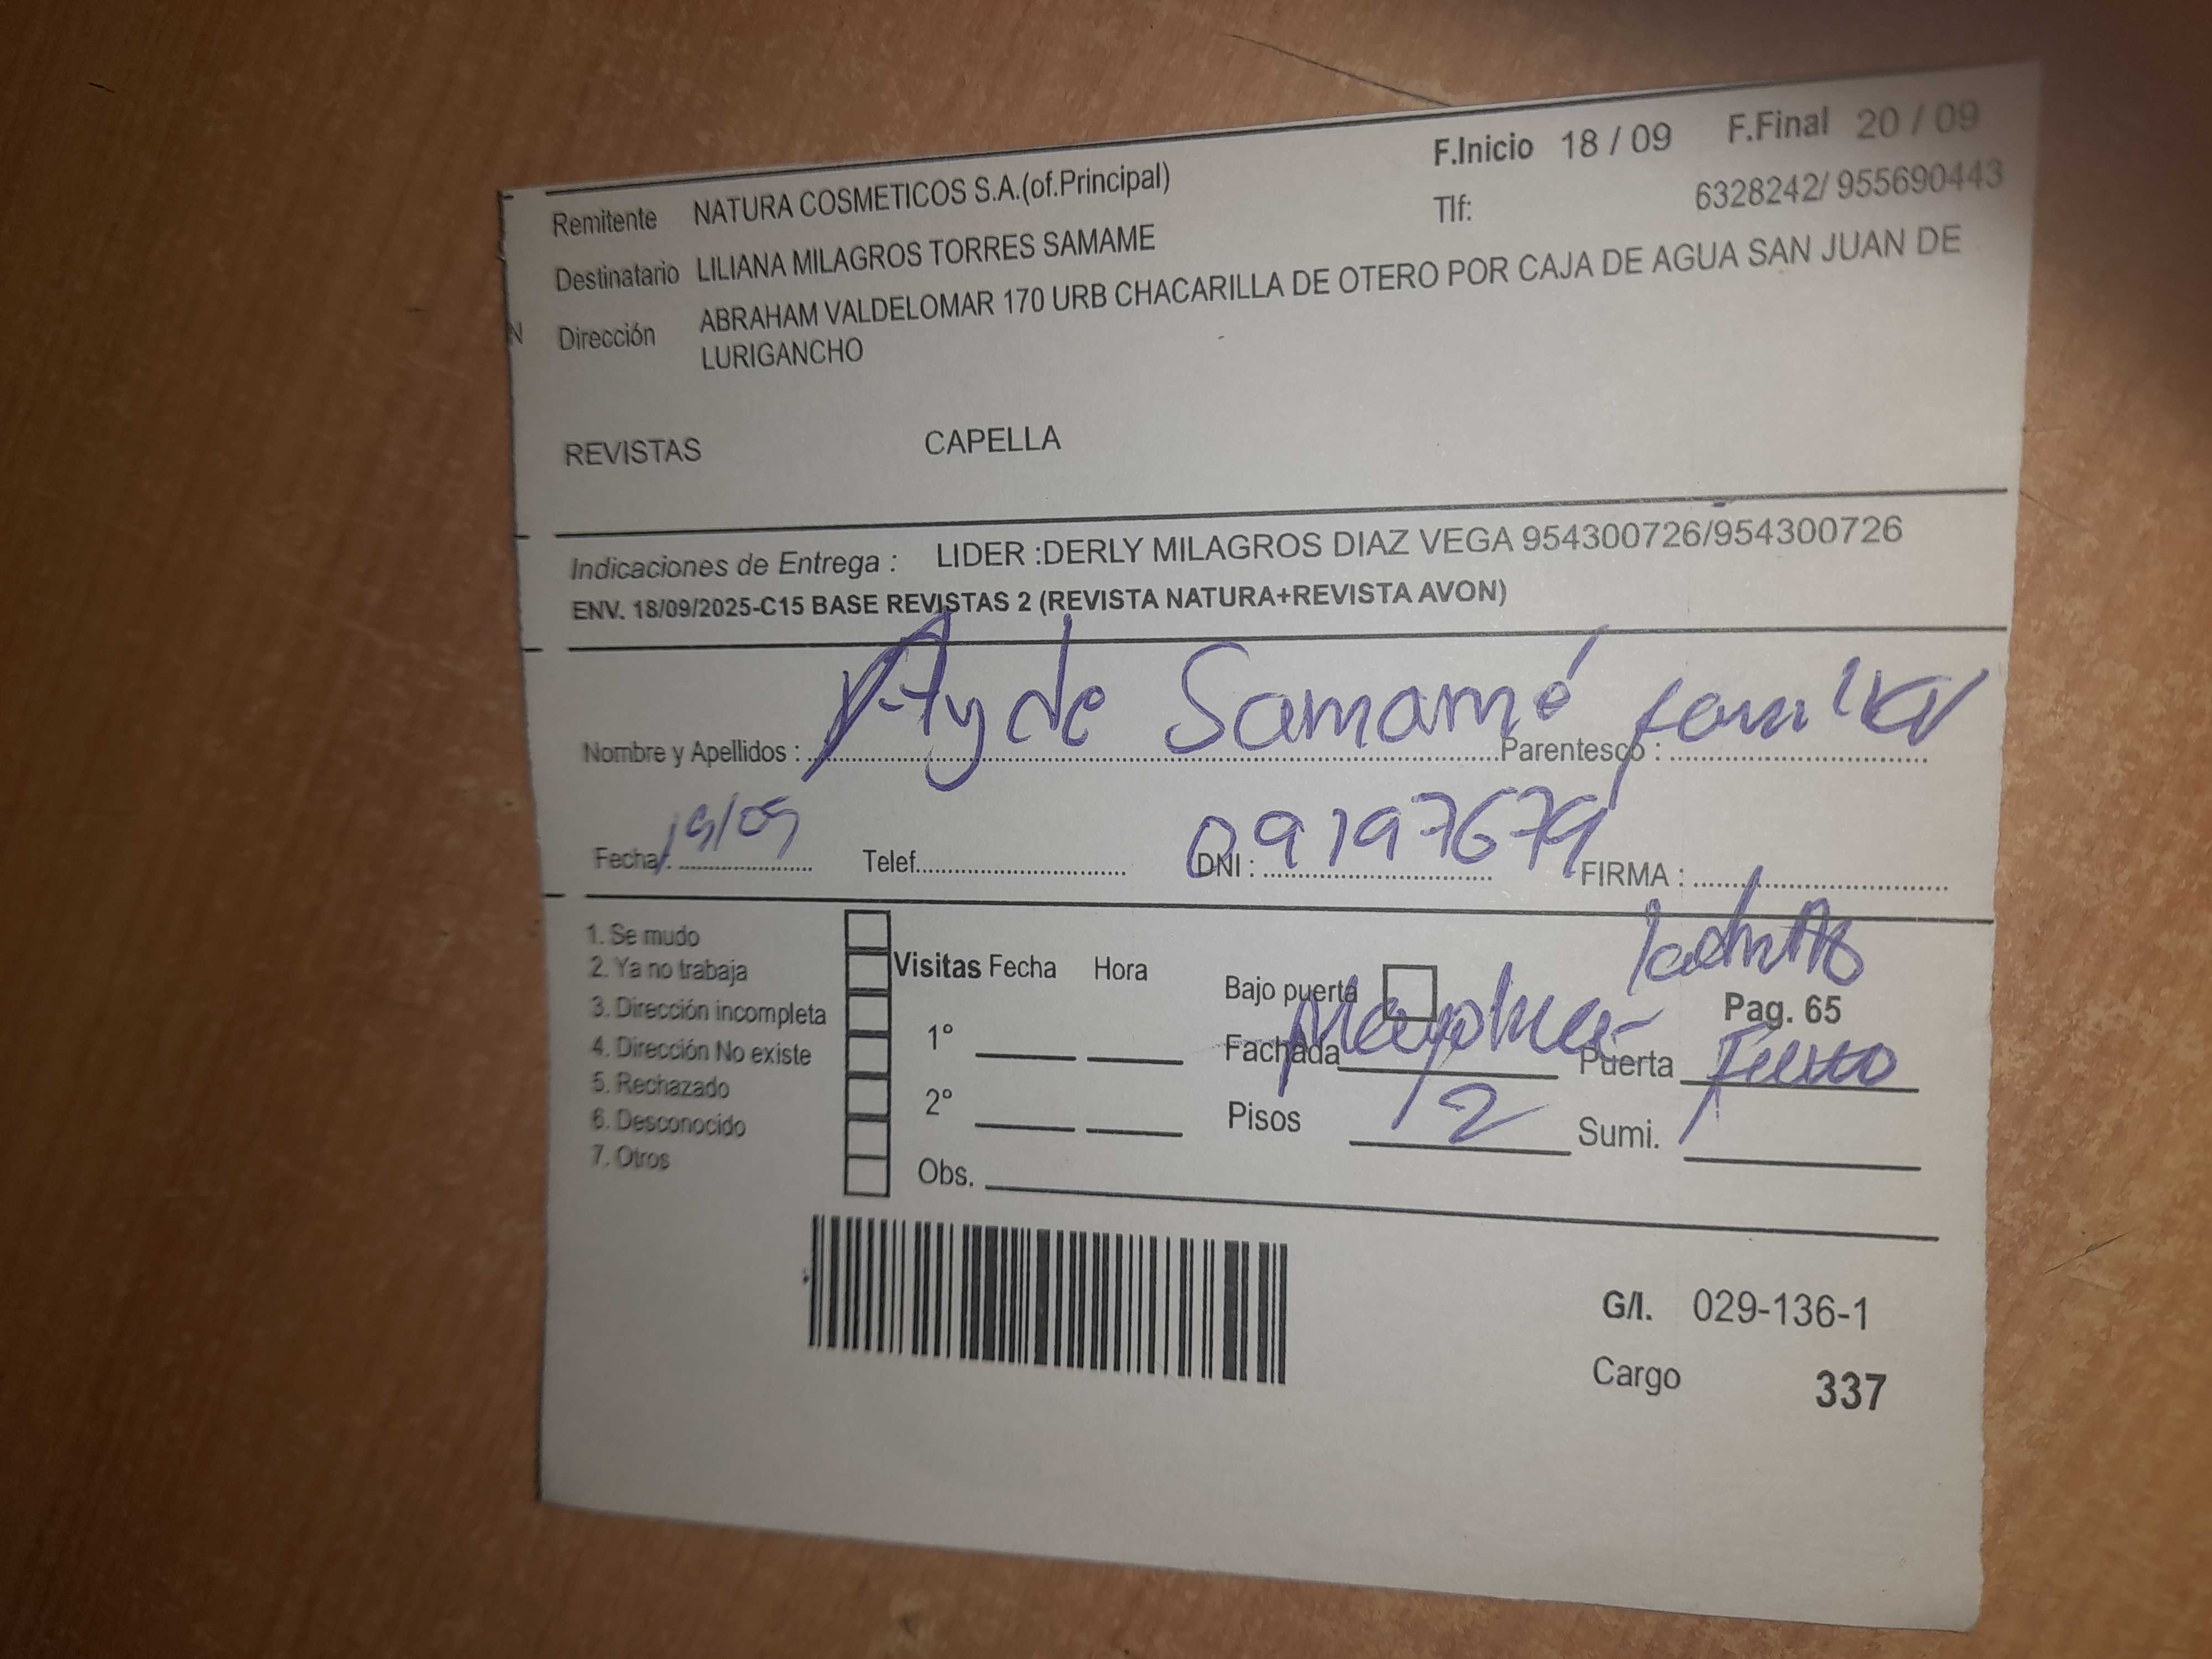 F.Inicio 18 / 09 F.Final 20 / 09
Remitente NATURA COSMETICOS S.A.(of.Principal) Tlf: 6328242/ 955690443
Destinatario LILIANA MILAGROS TORRES SAMAME
N Dirección ABRAHAM VALDELOMAR 170 URB CHACARILLA DE OTERO POR CAJA DE AGUA SAN JUAN DE
LURIGANCHO
REVISTAS CAPELLA
Indicaciones de Entrega : LIDER :DERLY MILAGROS DIAZ VEGA 954300726/954300726
ENV. 18/09/2025-C15 BASE REVISTAS 2 (REVISTA NATURA+REVISTA AVON)
Nombre y Apellidos : Ayde Samamé Parentesco : familiar
Fecha : 19/09 Telef. DNI : 09197679 FIRMA :
1. Se mudo
2. Ya no trabaja
3. Dirección incompleta
4. Dirección No existe
5. Rechazado
6. Desconocido
7. Otros
Visitas Fecha Hora
1°
2°
Obs.
Bajo puerta
Pag. 65
Fachada Puerta
Pisos 2 Sumi.
G/I. 029-136-1
Cargo 337